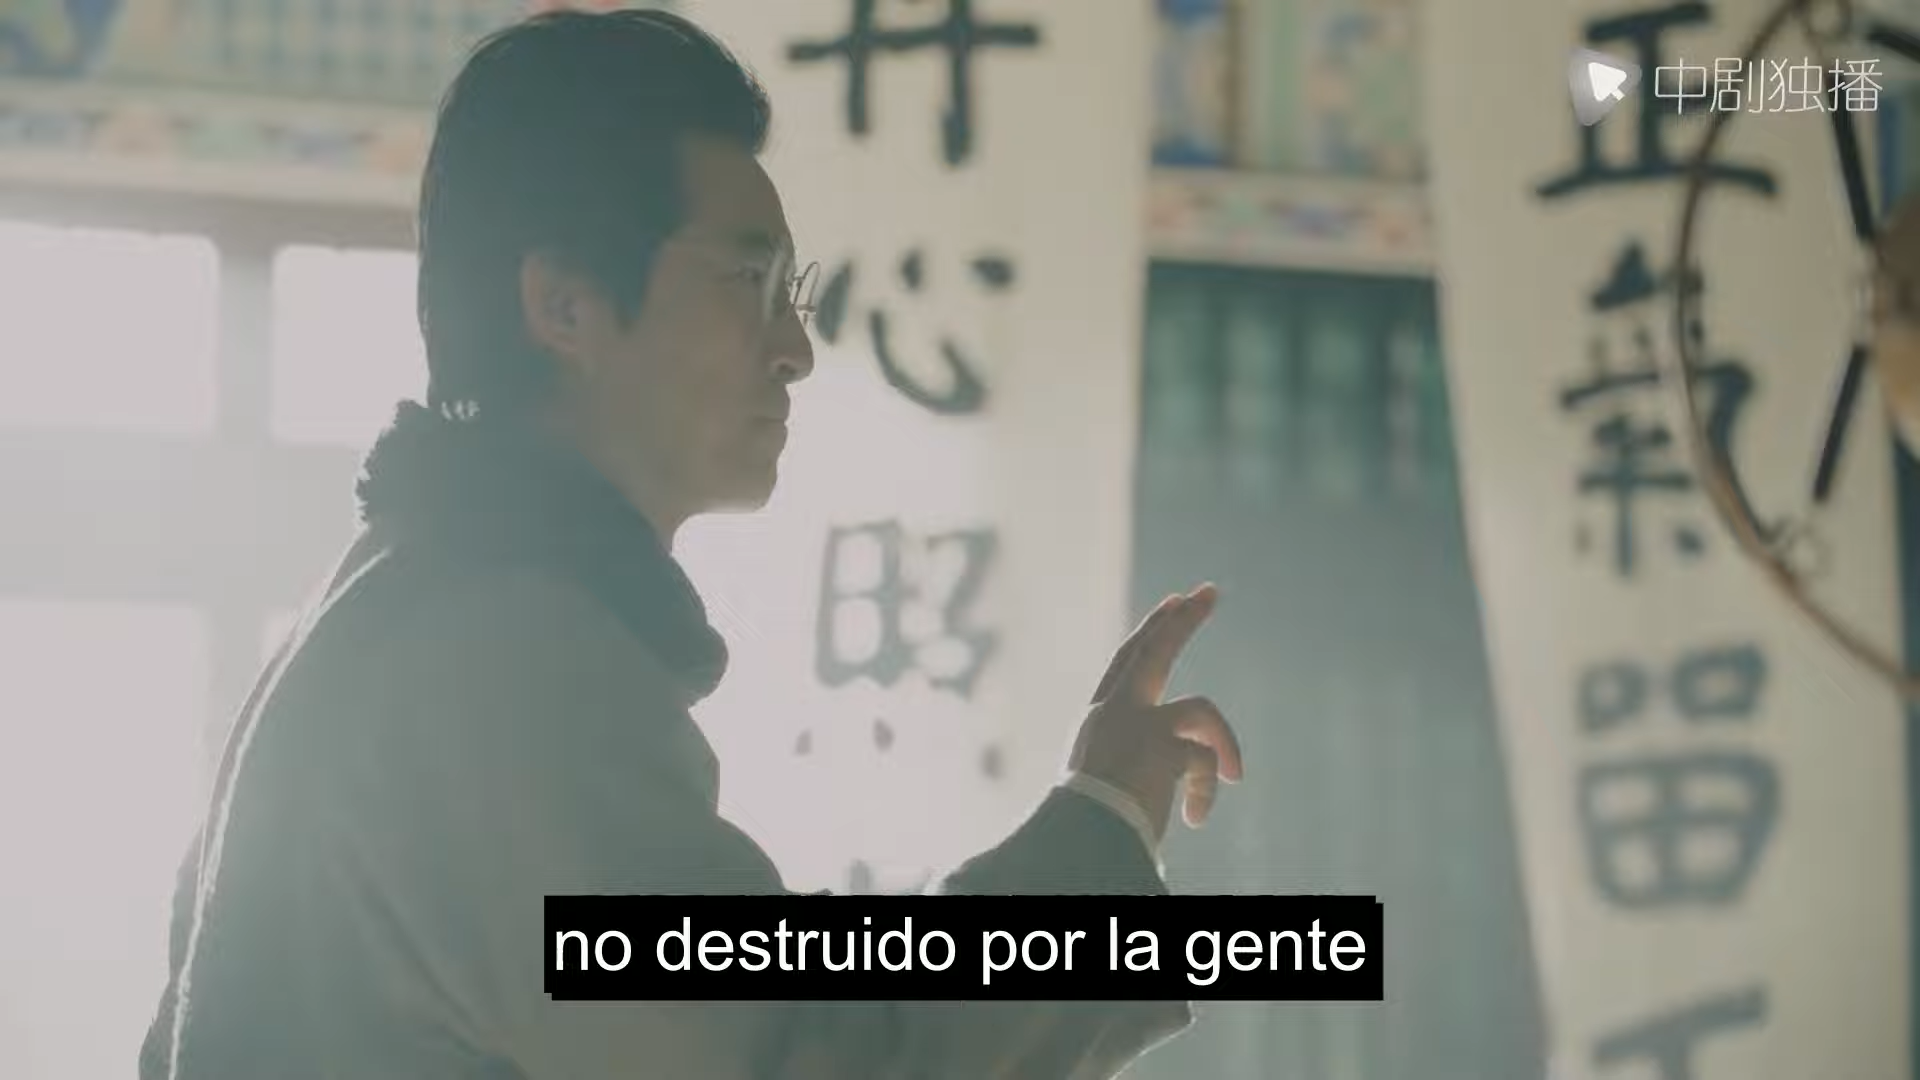 中剧独播
正氣留
心照
no destruido por la gente